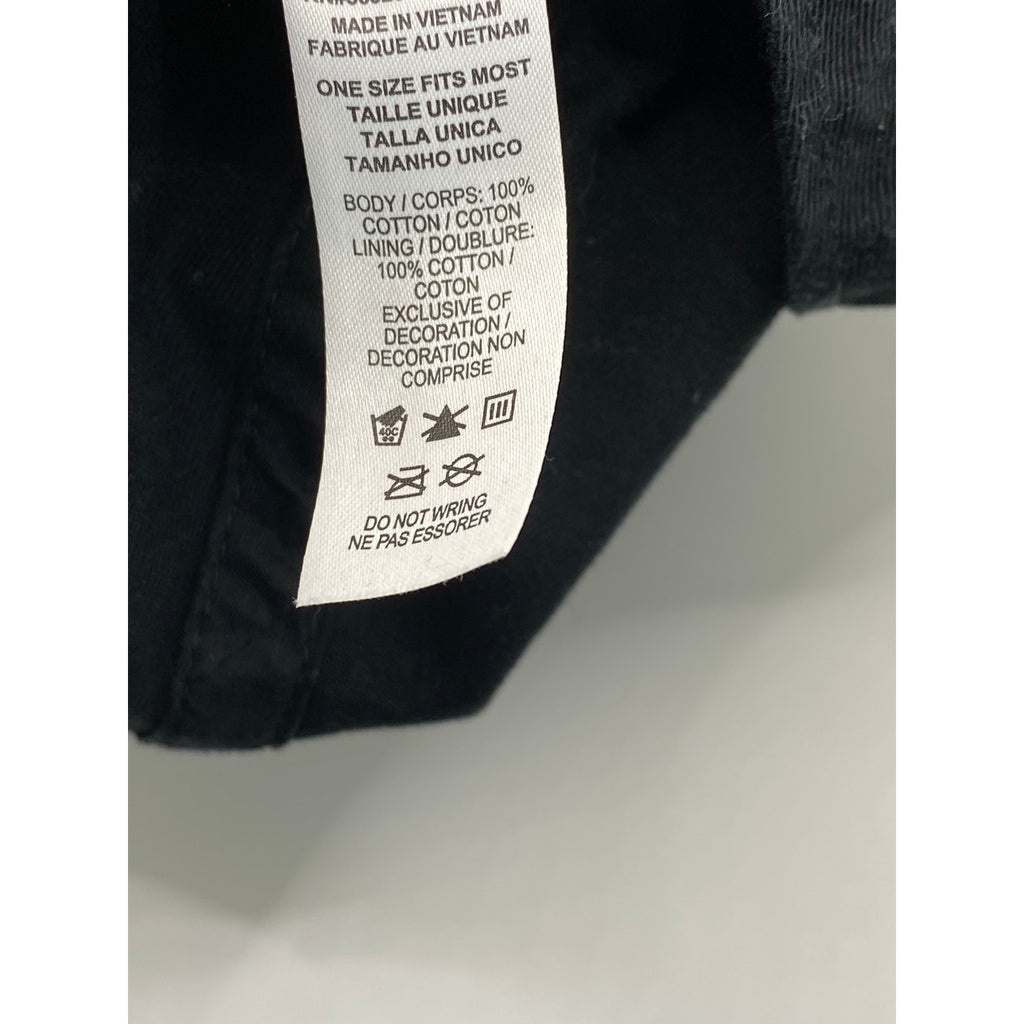 MADE IN VIETNAM
FABRIQUE AU VIETNAM
ONE SIZE FITS MOST
TAILLE UNIQUE
TALLA UNICA
TAMANHO UNICO
BODY / CORPS: 100%
COTTON / COTON
LINING / DOUBLURE:
100% COTTON /
COTON
EXCLUSIVE OF
DECORATION /
DECORATION NON
COMPRISE
40C
DO NOT WRING
NE PAS ESSORER